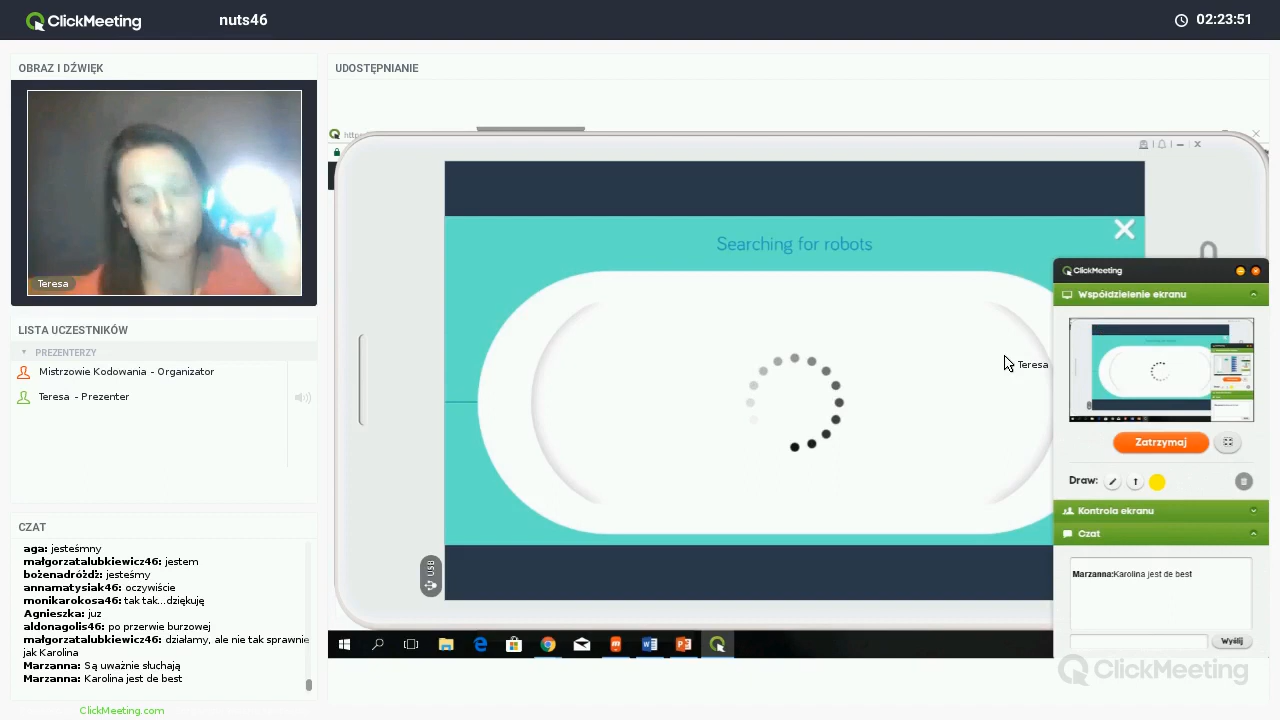 ClickMeeting
nuts46
02:23:51
OBRAZ I DŹWIĘK
Teresa
LISTA UCZESTNIKÓW
PREZENTERZY
Mistrzowie Kodowania - Organizator
Teresa - Prezenter
CZAT
aga: jesteśmny
małgorzatalubkiewicz46: jestem
bożenadróżdż: jesteśmy
annamatysiak46: oczywiście
monikarokosa46: tak tak...dziękuję
Agnieszka: juz
aldonagolis46: po przerwie burzowej
małgorzatalubkiewicz46: działamy, ale nie tak sprawnie
jak Karolina
Marzanna: Są uważnie słuchają
Marzanna: Karolina jest de best
ClickMeeting.com
UDOSTĘPNIANIE
Searching for robots
USB
Teresa
ClickMeeting
Współdzielenie ekranu
Zatrzymaj
Draw:
Kontrola ekranu
Czat
Marzanna:Karolina jest de best
Wyślij
ClickMeeting